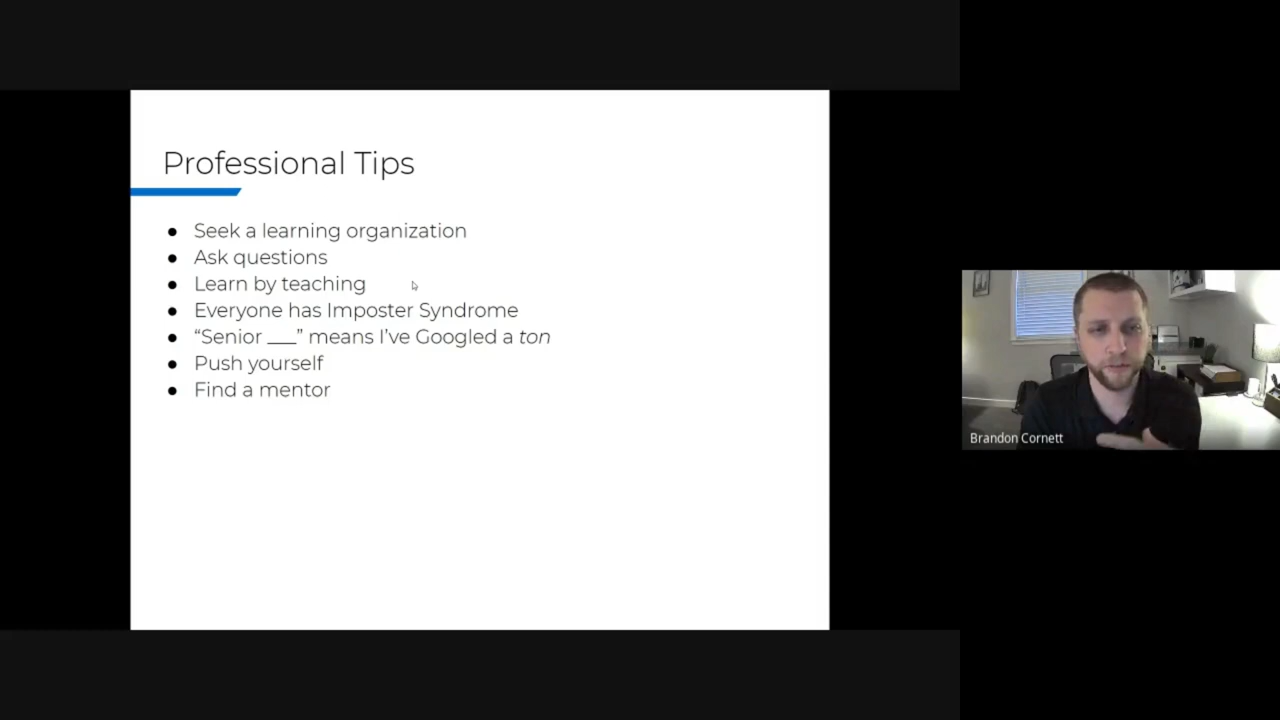 Professional Tips
● Seek a learning organization
● Ask questions
● Learn by teaching
● Everyone has Imposter Syndrome
● “Senior ___” means I’ve Googled a ton
● Push yourself
● Find a mentor
Brandon Cornett